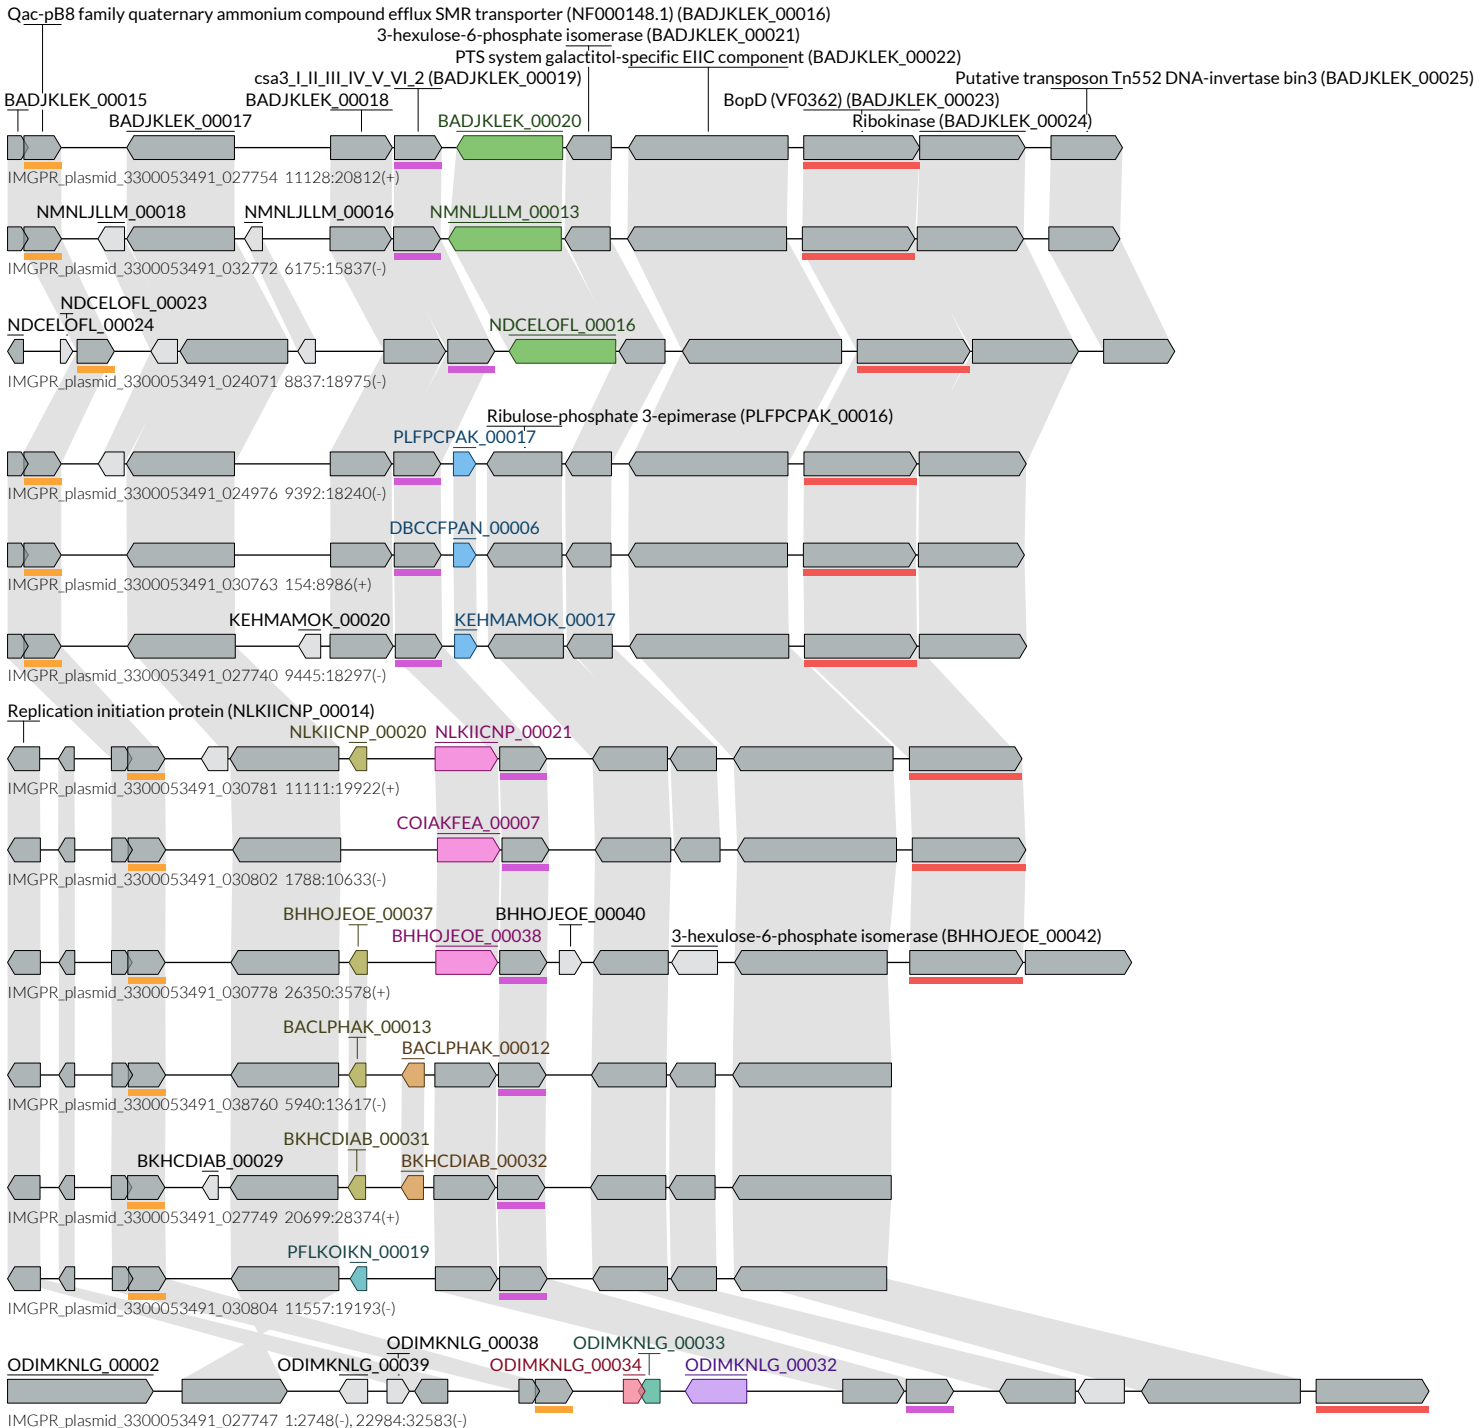 Qac-pB8 family quaternary ammonium compound efflux SMR transporter (NF000148.1) (BADJKLEK_00016)
3-hexulose-6-phosphate isomerase (BADJKLEK_00021)
PTS system galactitol-specific EIIC component (BADJKLEK_00022)
csa3_I_II_III_IV_V_VI_2 (BADJKLEK_00019)
Putative transposon Tn552 DNA-invertase bin3 (BADJKLEK_00025)
BADJKLEK_00015
BADJKLEK_00018
BopD (VF0362) (BADJKLEK_00023)
BADJKLEK_00017
BADJKLEK_00020
Ribokinase (BADJKLEK_00024)
IMGPR_plasmid_3300053491_027754 11128:20812(+)
NMNLJLLM_00018
NMNLJLLM_00016
NMNLJLLM_00013
IMGPR_plasmid_3300053491_032772 6175:15837(-)
NDCELOFL_00023
NDCELOFL_00024
NDCELOFL_00016
IMGPR_plasmid_3300053491_024071 8837:18975(-)
Ribulose-phosphate 3-epimerase (PLFPCPAK_00016)
PLFPCPAK_00017
IMGPR_plasmid_3300053491_024976 9392:18240(-)
DBCCFPAN_00006
IMGPR_plasmid_3300053491_030763 154:8986(+)
KEHMAMOK_00020
KEHMAMOK_00017
IMGPR_plasmid_3300053491_027740 9445:18297(-)
Replication initiation protein (NLKIICNP_00014)
NLKIICNP_00020
NLKIICNP_00021
IMGPR_plasmid_3300053491_030781 11111:19922(+)
COIAKFEA_00007
IMGPR_plasmid_3300053491_030802 1788:10633(-)
BHHOJEOE_00037
BHHOJEOE_00040
BHHOJEOE_00038
3-hexulose-6-phosphate isomerase (BHHOJEOE_00042)
IMGPR_plasmid_3300053491_030778 26350:3578(+)
BACLPHAK_00013
BACLPHAK_00012
IMGPR_plasmid_3300053491_038760 5940:13617(-)
BKHCDIAB_00031
BKHCDIAB_00029
BKHCDIAB_00032
IMGPR_plasmid_3300053491_027749 20699:28374(+)
PFLKOIKN_00019
IMGPR_plasmid_3300053491_030804 11557:19193(-)
ODIMKNLG_00038
ODIMKNLG_00033
ODIMKNLG_00002
ODIMKNLG_00039
ODIMKNLG_00034
ODIMKNLG_00032
IMGPR_plasmid_3300053491_027747 1:2748(-), 22984:32583(-)